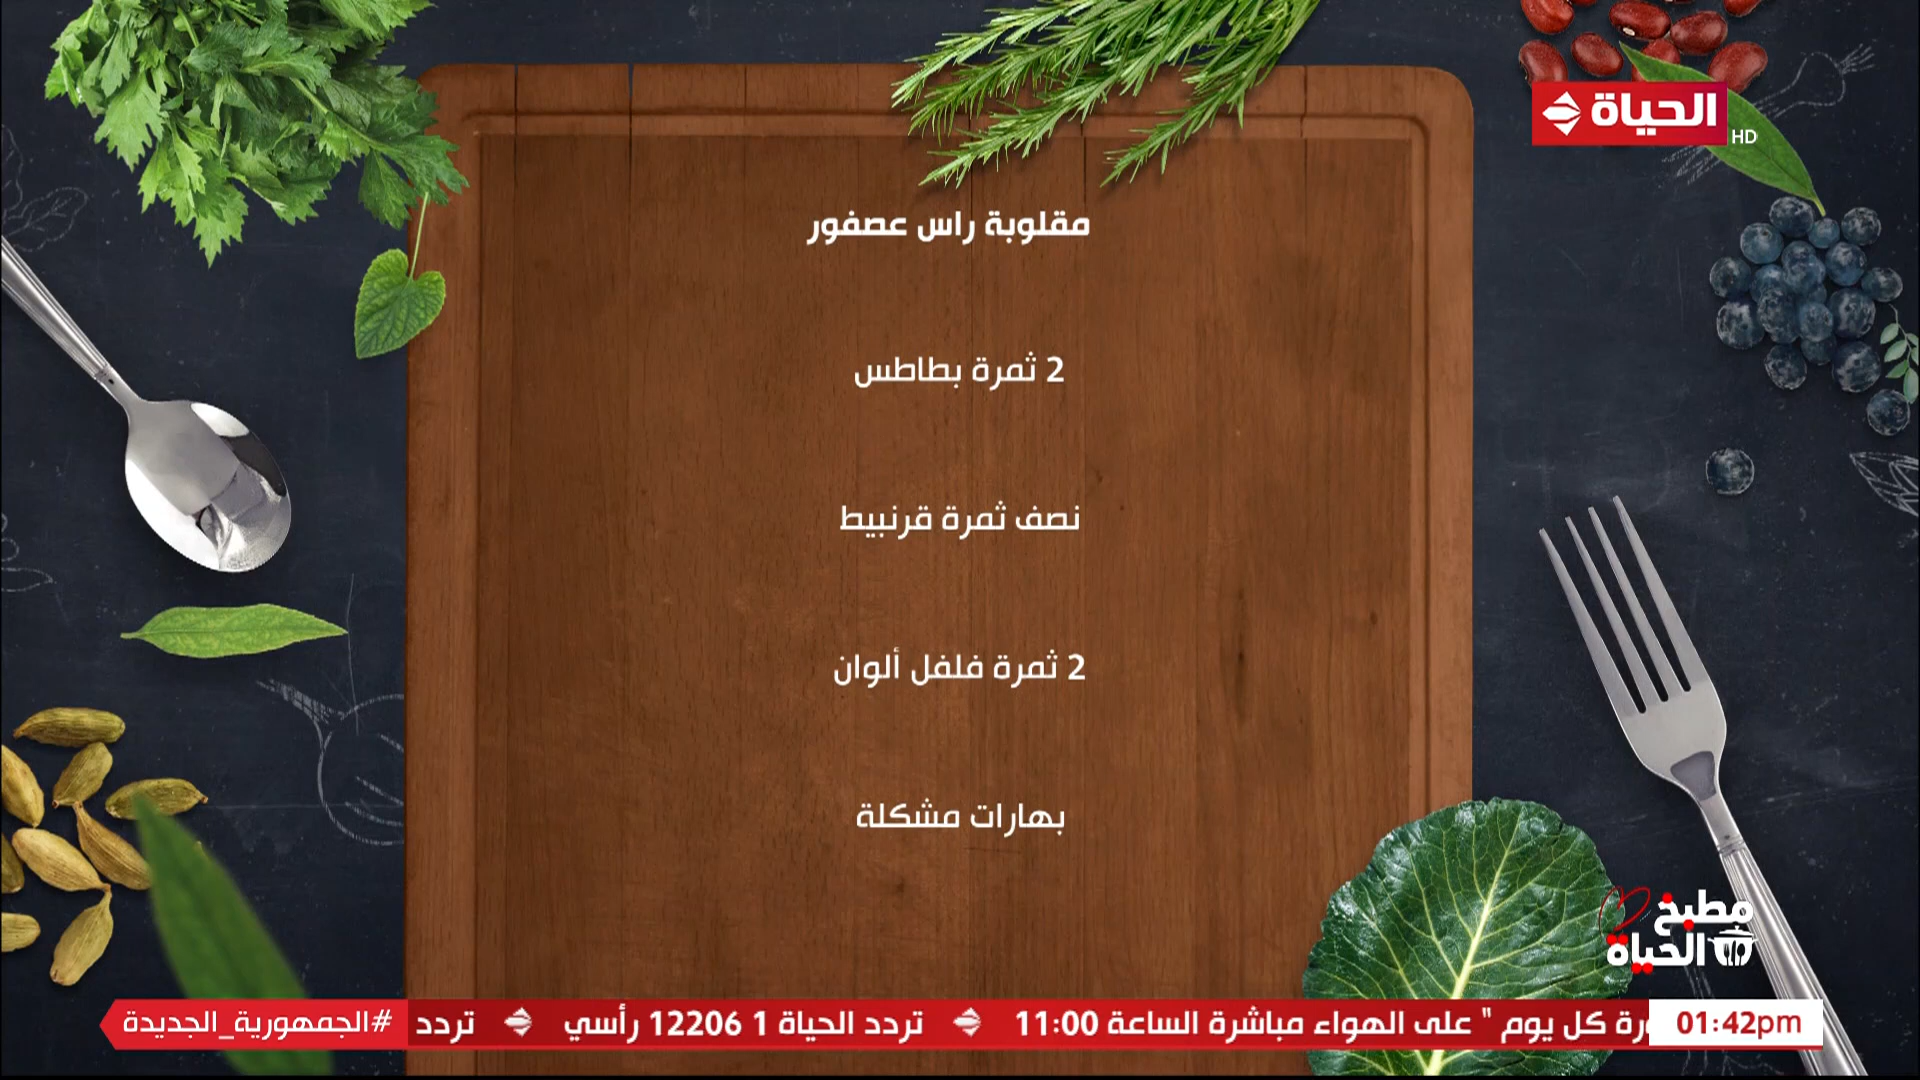 الحياة
HD
مقلوبة راس عصفور
2 ثمرة بطاطس
نصف ثمرة قرنبيط
2 ثمرة فلفل ألوان
بهارات مشكلة
مطبخ
الحياة
01:42pm
كل يوم " على الهواء مباشرة الساعة 11:00 تردد الحياة 1 12206 رأسي تردد
#الجمهورية_الجديدة